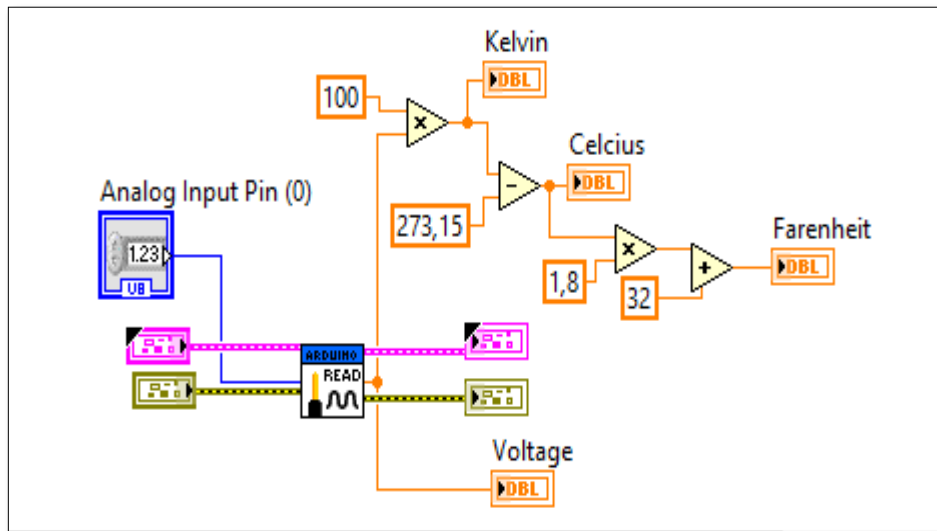 Kelvin
DBL
100
×
Celcius
DBL
-
273,15
Analog Input Pin (0)
1.23
U8
Farenheit
DBL
×
+
1,8
32
ARDUINO
READ
Voltage
DBL